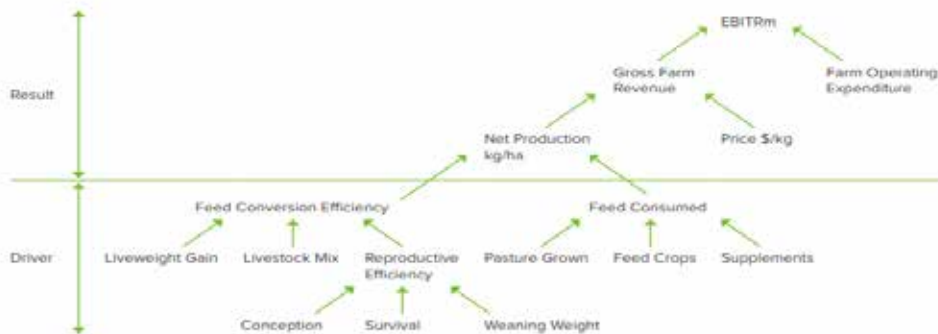 EBITRm
Gross Farm
Revenue
Farm Operating
Expenditure
Result
Net Production
kg/ha
Price $/kg
Feed Conversion Efficiency
Feed Consumed
Driver
Liveweight Gain
Livestock Mix
Reproductive
Efficiency
Pasture Grown
Feed Crops
Supplements
Conception
Survival
Weaning Weight